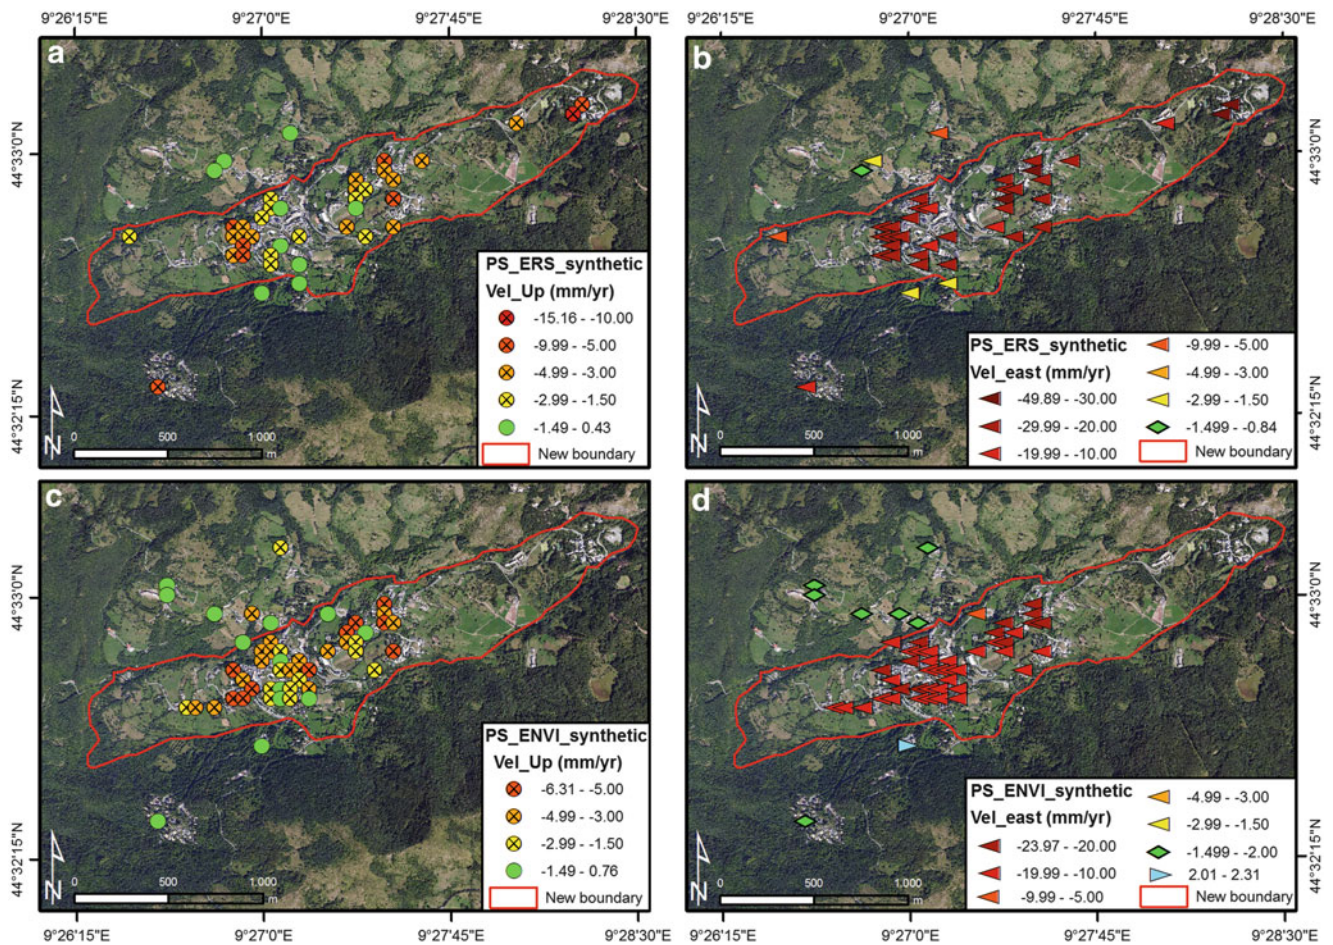 9°26'15"E 9°27'0"E 9°27'45"E 9°28'30"E 9°26'15"E 9°27'0"E 9°27'45"E 9°28'30"E
a
44°33'0"N
44°32'15"N
PS_ERS_synthetic
Vel_Up (mm/yr)
-15.16 - -10.00
-9.99 - -5.00
-4.99 - -3.00
-2.99 - -1.50
-1.49 - 0.43
New boundary
0 500 1 000
m
N
b
44°33'0"N
44°32'15"N
PS_ERS_synthetic
Vel_east (mm/yr)
-49.89 - -30.00
-29.99 - -20.00
-19.99 - -10.00
-9.99 - -5.00
-4.99 - -3.00
-2.99 - -1.50
-1.499 - -0.84
New boundary
0 500 1 000
m
N
c
44°33'0"N
44°32'15"N
PS_ENVI_synthetic
Vel_Up (mm/yr)
-6.31 - -5.00
-4.99 - -3.00
-2.99 - -1.50
-1.49 - 0.76
New boundary
0 500 1 000
m
N
d
44°33'0"N
44°32'15"N
PS_ENVI_synthetic
Vel_east (mm/yr)
-23.97 - -20.00
-19.99 - -10.00
-9.99 - -5.00
-4.99 - -3.00
-2.99 - -1.50
-1.499 - -2.00
2.01 - 2.31
New boundary
0 500 1 000
m
N
9°26'15"E 9°27'0"E 9°27'45"E 9°28'30"E 9°26'15"E 9°27'0"E 9°27'45"E 9°28'30"E